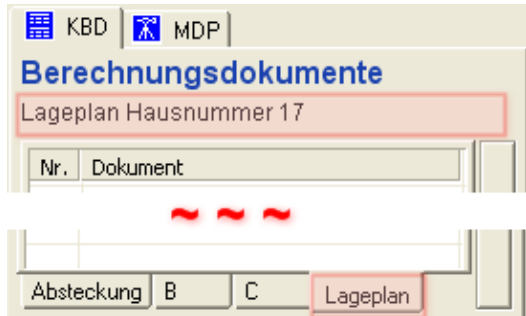 KBD MDP
Berechnungsdokumente
Lageplan Hausnummer 17
Nr. Dokument
~ ~ ~
Absteckung B C Lageplan